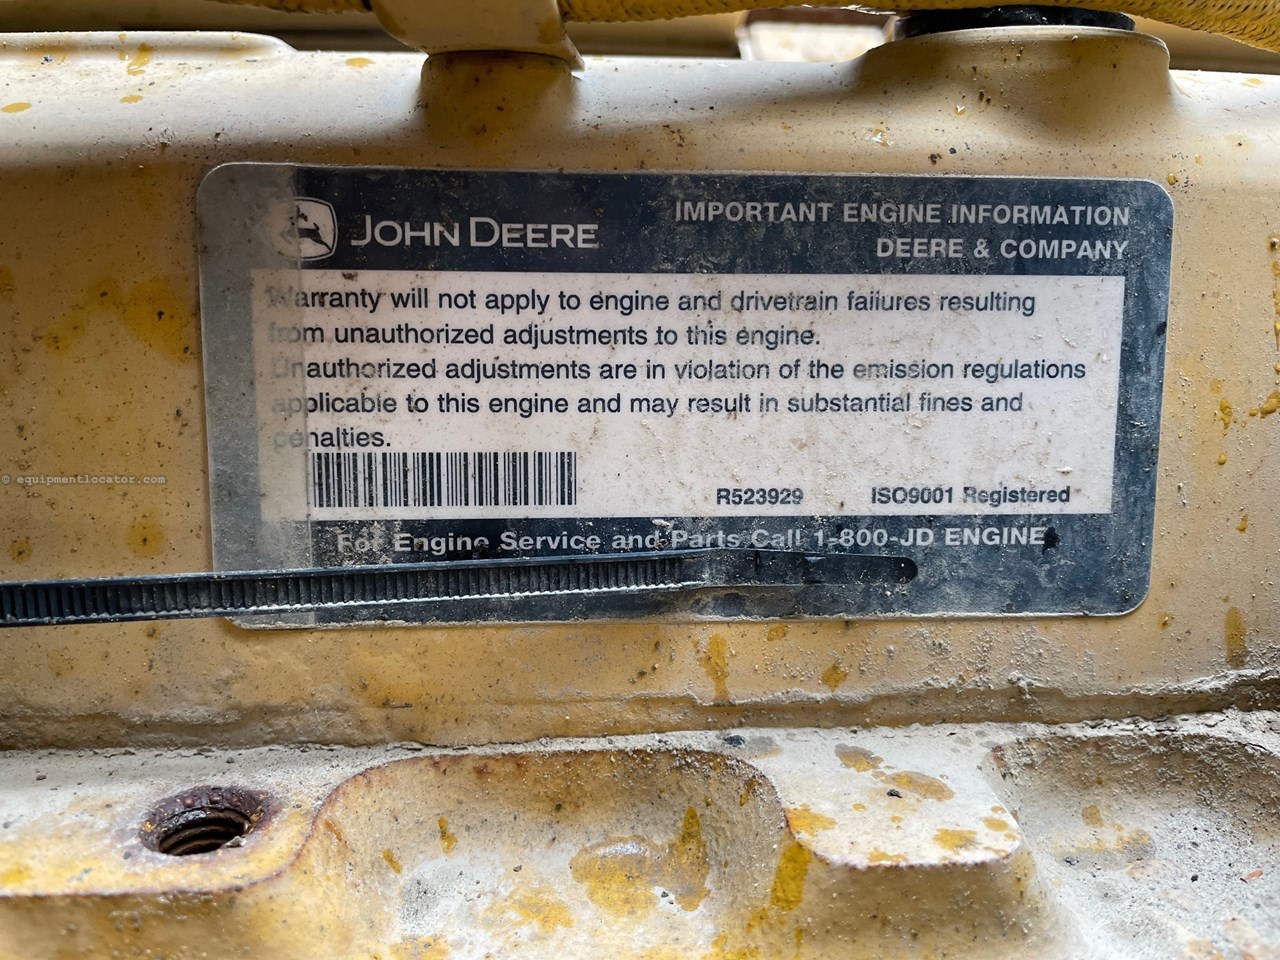 JOHN DEERE
IMPORTANT ENGINE INFORMATION
DEERE & COMPANY
Warranty will not apply to engine and drivetrain failures resulting
from unauthorized adjustments to this engine.
Unauthorized adjustments are in violation of the emission regulations
applicable to this engine and may result in substantial fines and
penalties.
R523929 ISO9001 Registered
For Engine Service and Parts Call 1-800-JD ENGINE
© equipmentlocator.com